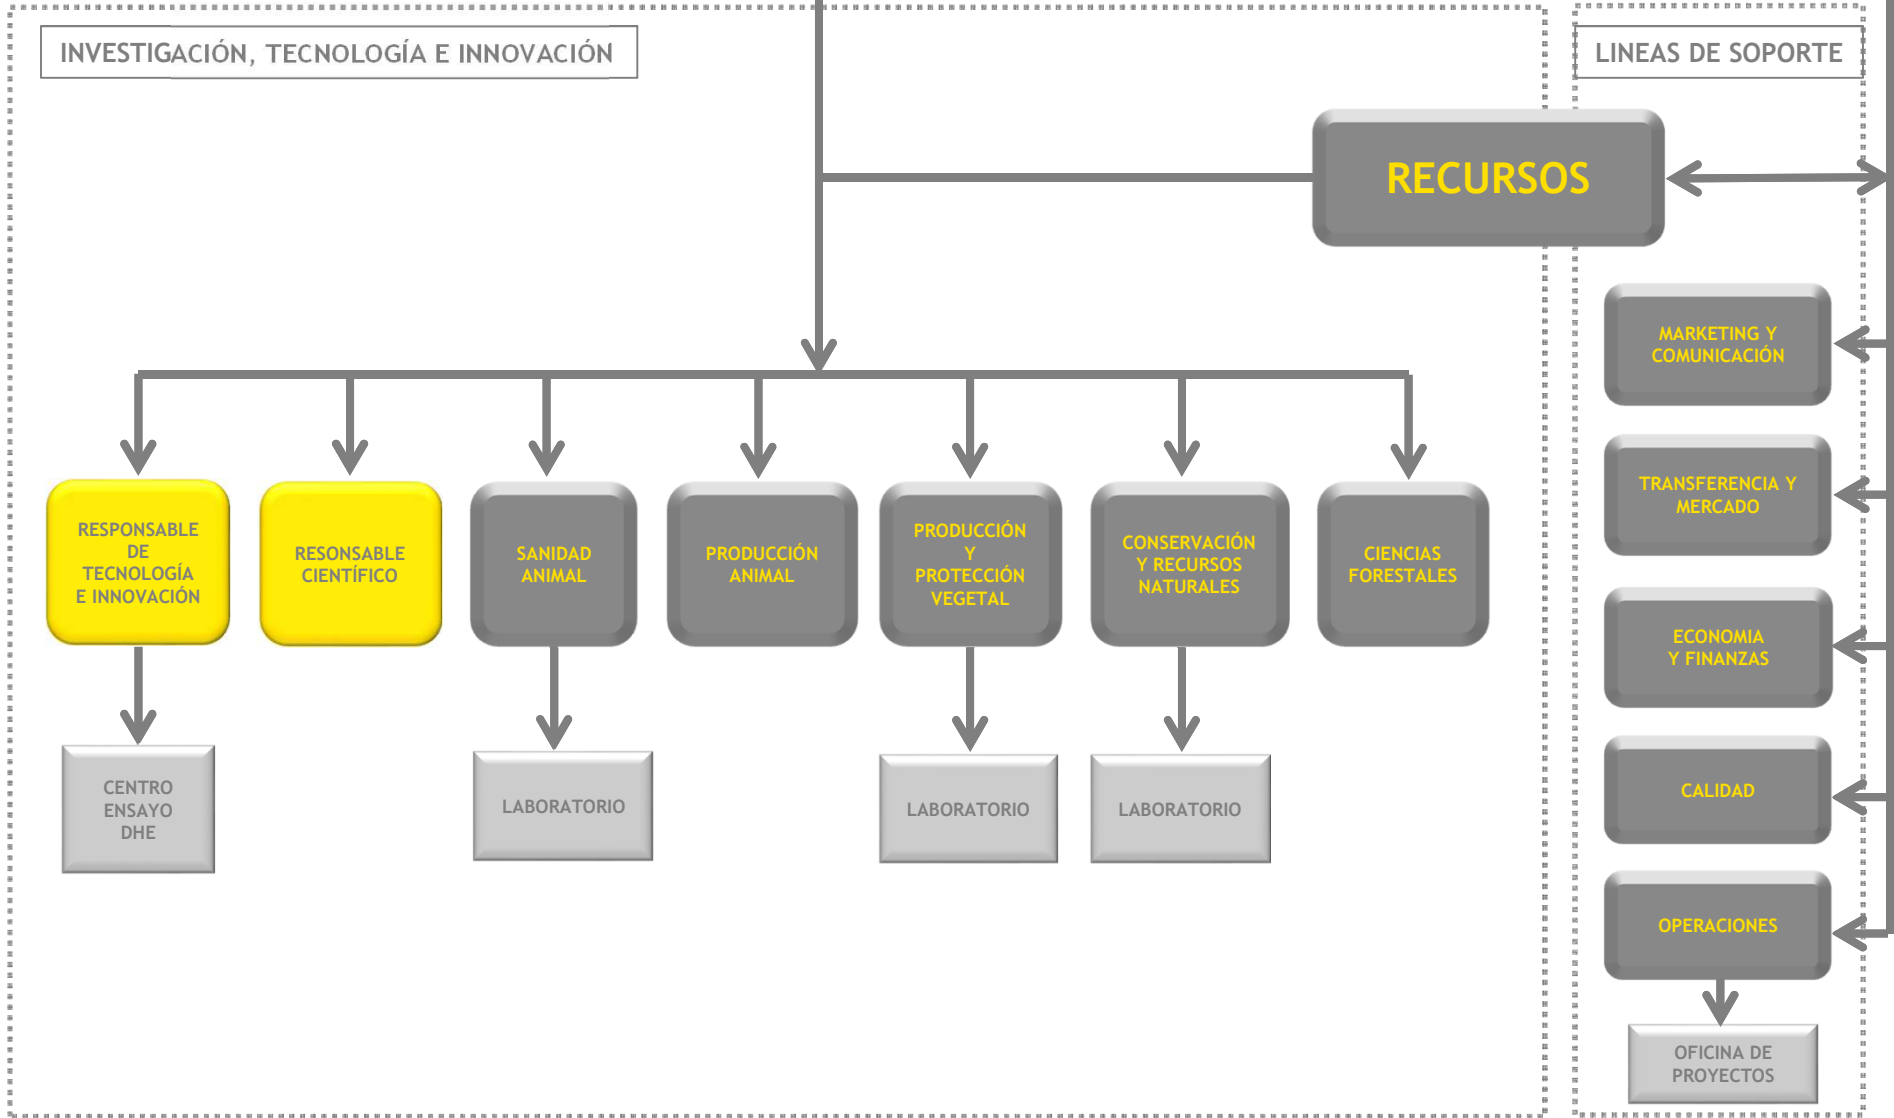 INVESTIGACIÓN, TECNOLOGÍA E INNOVACIÓN
LINEAS DE SOPORTE
RECURSOS
MARKETING Y
COMUNICACIÓN
TRANSFERENCIA Y
MERCADO
ECONOMIA
Y FINANZAS
CALIDAD
OPERACIONES
OFICINA DE
PROYECTOS
RESPONSABLE
DE
TECNOLOGÍA
E INNOVACIÓN
RESONSABLE
CIENTÍFICO
SANIDAD
ANIMAL
PRODUCCIÓN
ANIMAL
PRODUCCIÓN
Y
PROTECCIÓN
VEGETAL
CONSERVACIÓN
Y RECURSOS
NATURALES
CIENCIAS
FORESTALES
CENTRO
ENSAYO
DHE
LABORATORIO
LABORATORIO
LABORATORIO